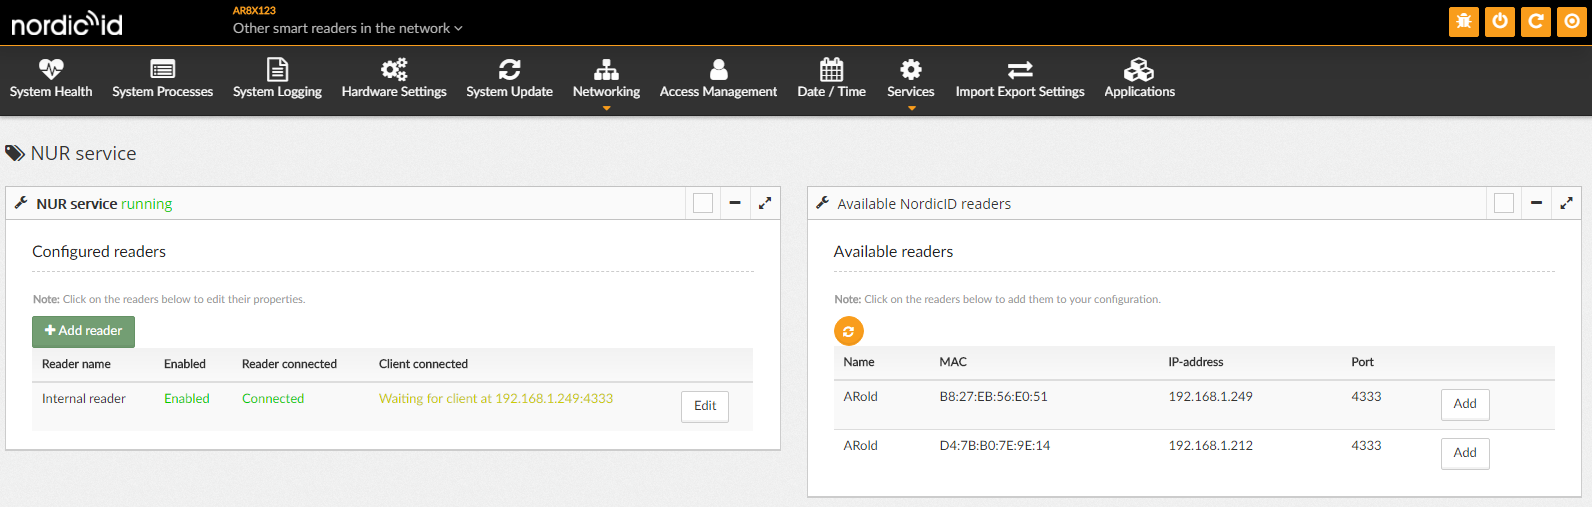 nordic id
AR8X123
Other smart readers in the network
System Health System Processes System Logging Hardware Settings System Update Networking Access Management Date / Time Services Import Export Settings Applications
NUR service
NUR service running
Configured readers
Note: Click on the readers below to edit their properties.
Add reader
Reader name Enabled Reader connected Client connected
Internal reader Enabled Connected Waiting for client at 192.168.1.249:4333 Edit
Available NordicID readers
Available readers
Note: Click on the readers below to add them to your configuration.
Name MAC IP-address Port
ARold B8:27:EB:56:E0:51 192.168.1.249 4333 Add
ARold D4:7B:B0:7E:9E:14 192.168.1.212 4333 Add